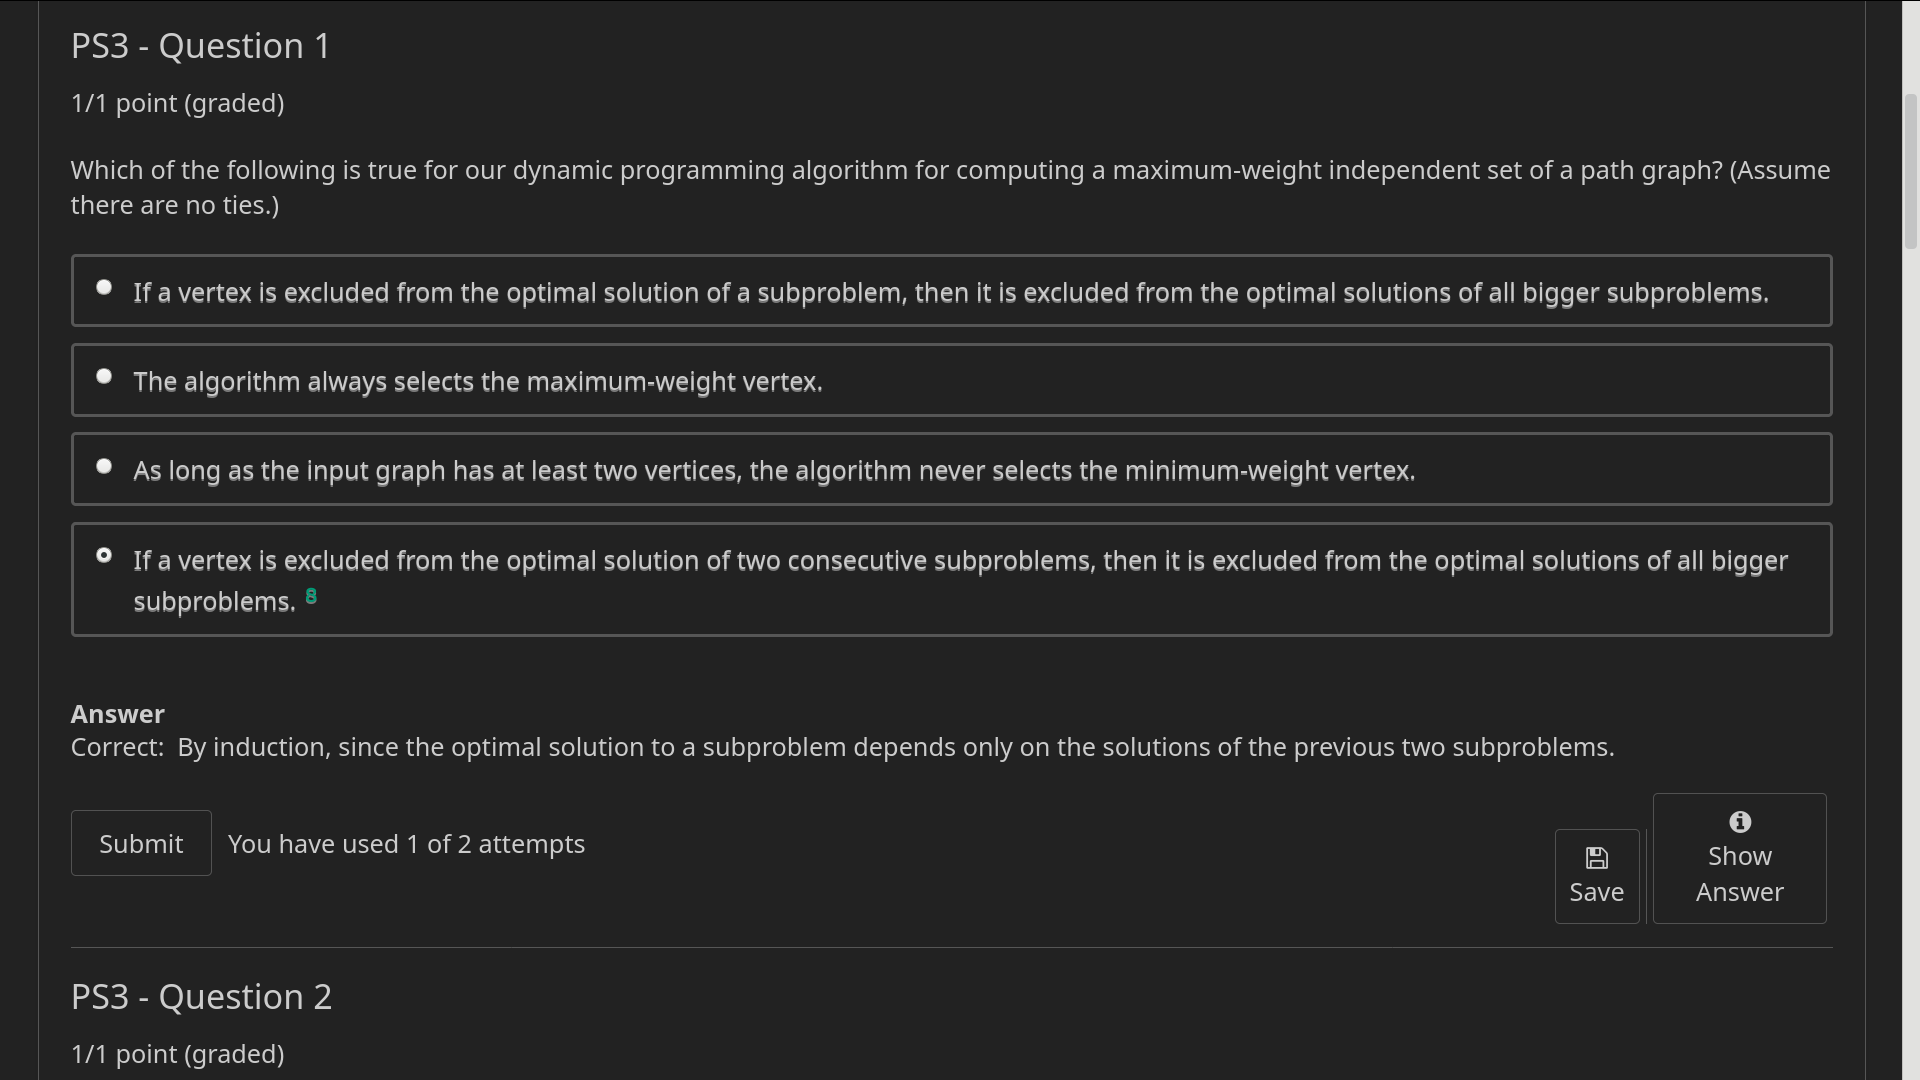 PS3 - Question 1
1/1 point (graded)
Which of the following is true for our dynamic programming algorithm for computing a maximum-weight independent set of a path graph? (Assume
there are no ties.)
If a vertex is excluded from the optimal solution of a subproblem, then it is excluded from the optimal solutions of all bigger subproblems.
The algorithm always selects the maximum-weight vertex.
As long as the input graph has at least two vertices, the algorithm never selects the minimum-weight vertex.
If a vertex is excluded from the optimal solution of two consecutive subproblems, then it is excluded from the optimal solutions of all bigger
subproblems.
Answer
Correct: By induction, since the optimal solution to a subproblem depends only on the solutions of the previous two subproblems.
Submit
You have used 1 of 2 attempts
Save
Show
Answer
PS3 - Question 2
1/1 point (graded)